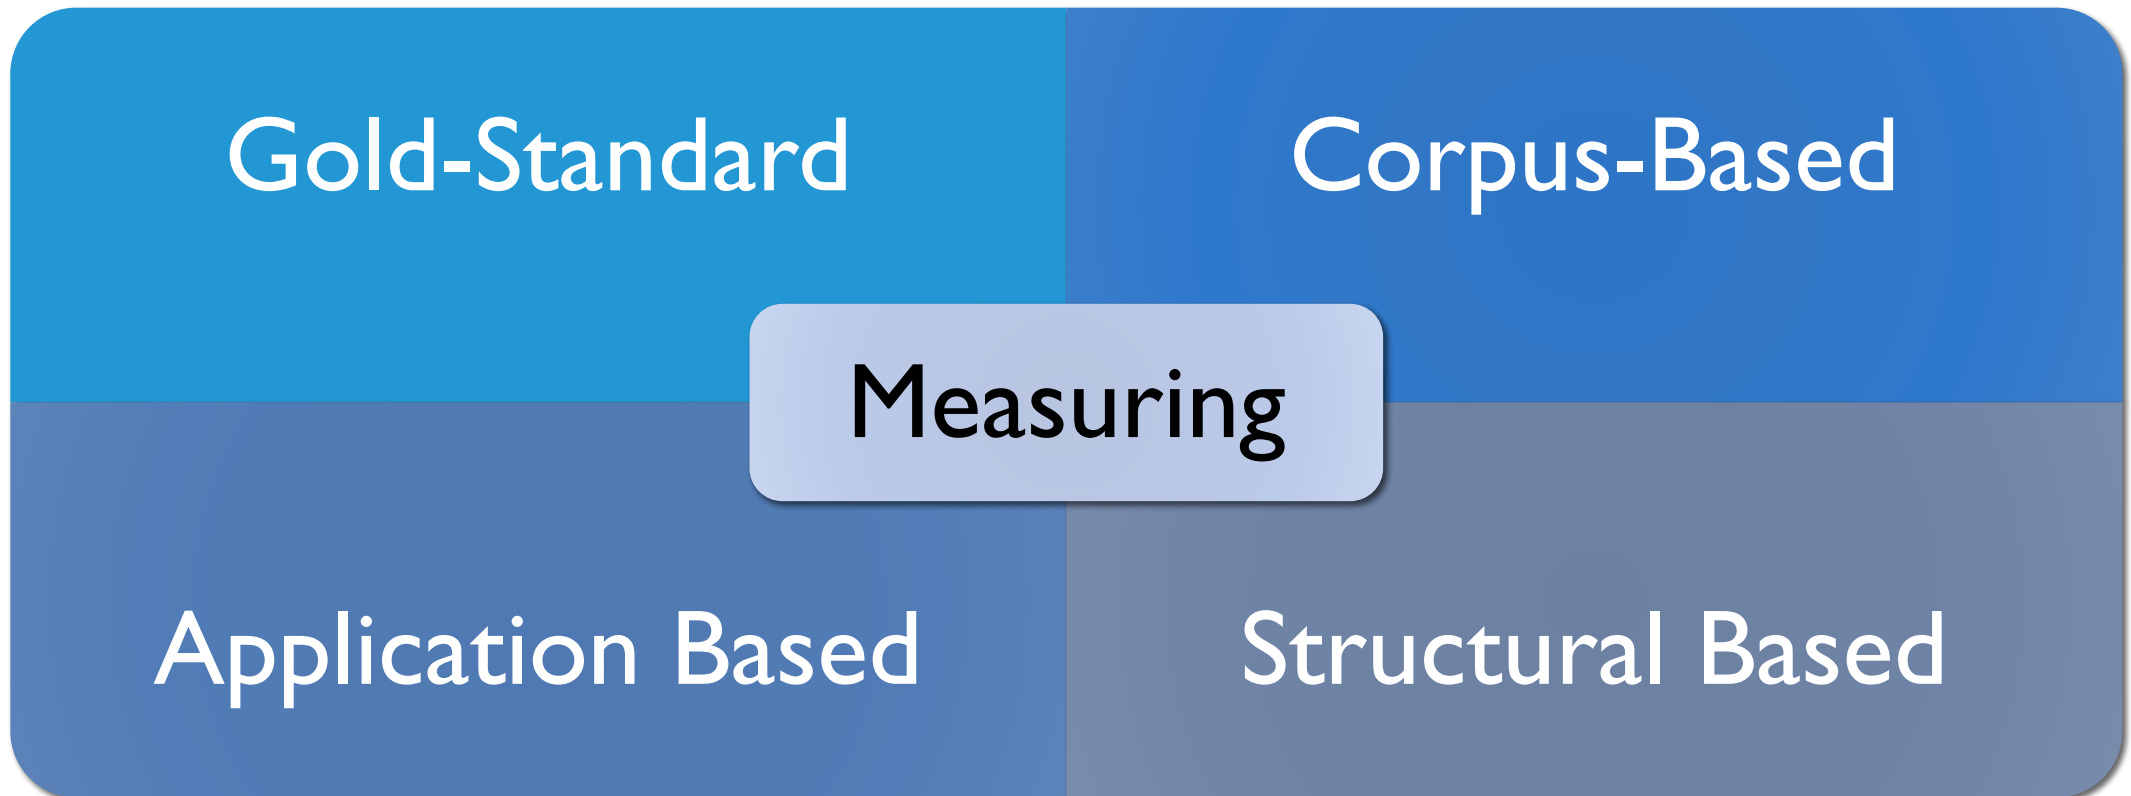 Gold-Standard
Corpus-Based
Measuring
Application Based
Structural Based